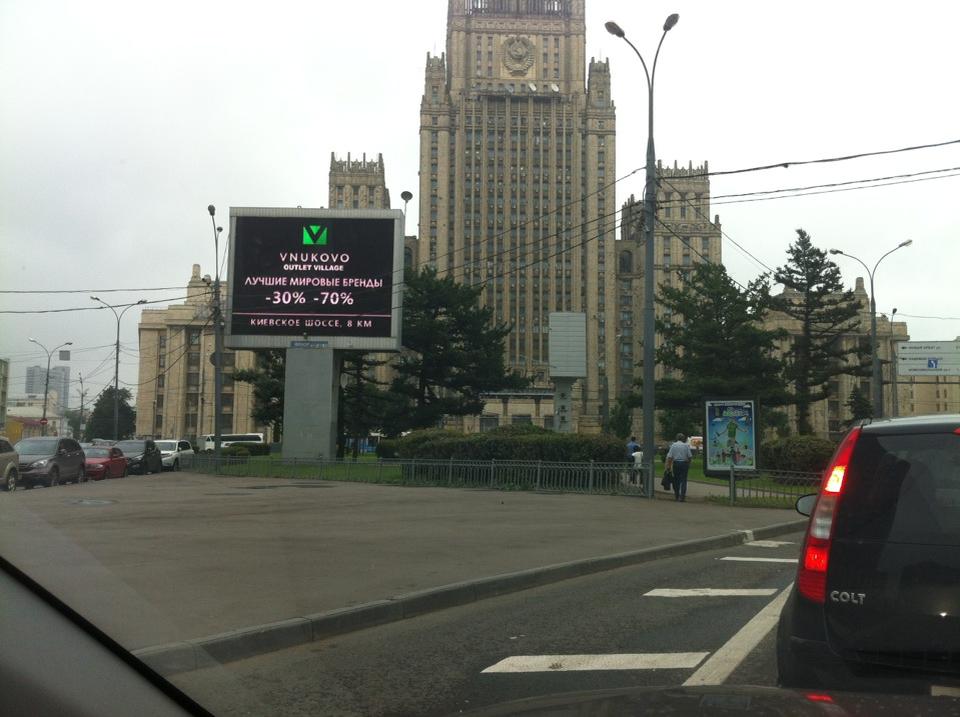 VNUKOVO
OUTLET VILLAGE
ЛУЧШИЕ МИРОВЫЕ БРЕНДЫ
-30% -70%
КИЕВСКОЕ ШОССЕ, 8 КМ
COLT